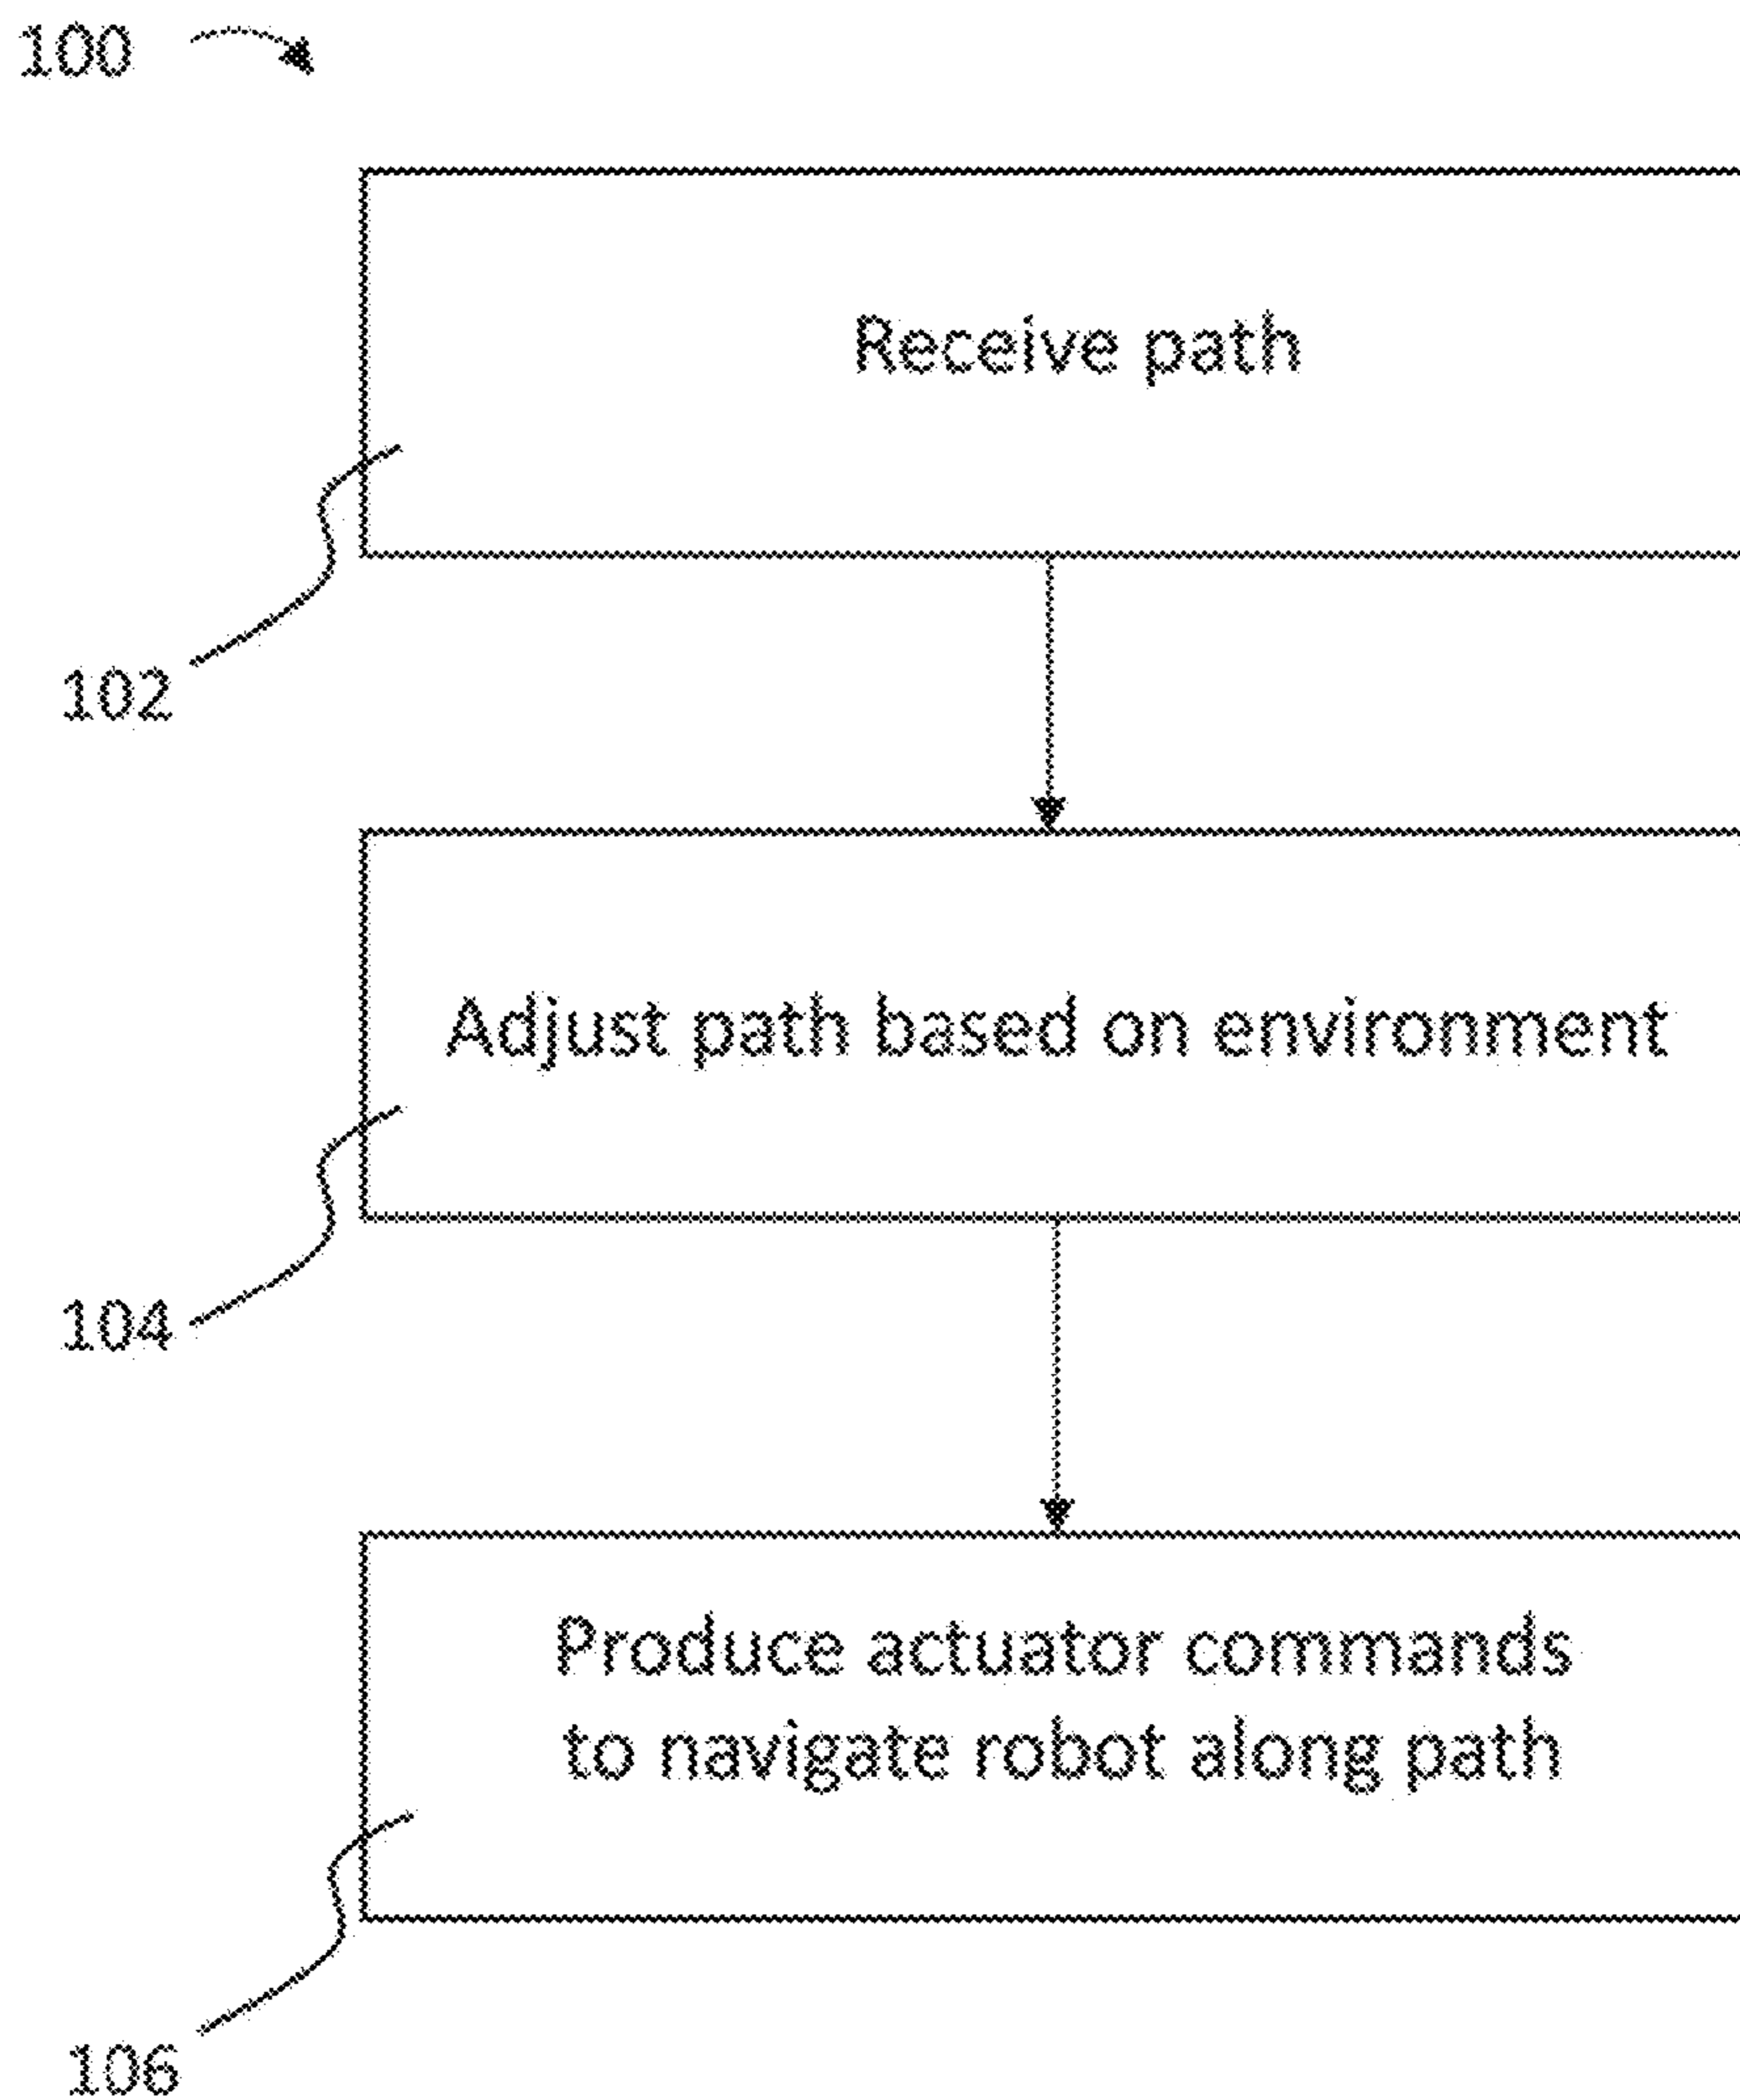 100
Receive path
102
Adjust path based on environment
104
Produce actuator commands
to navigate robot along path
106